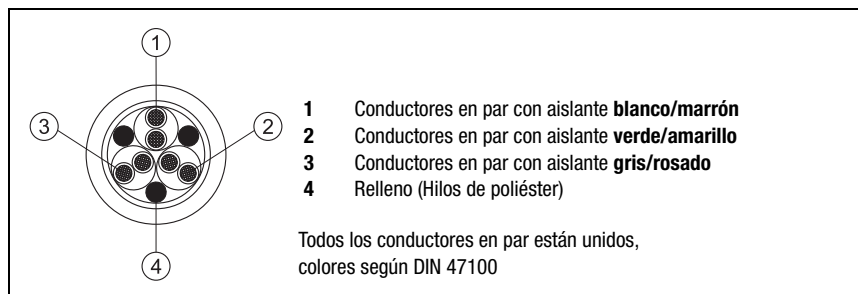 1
3
2
4
1 Conductores en par con aislante blanco/marrón
2 Conductores en par con aislante verde/amarillo
3 Conductores en par con aislante gris/rosado
4 Relleno (Hilos de poliéster)
Todos los conductores en par están unidos,
colores según DIN 47100